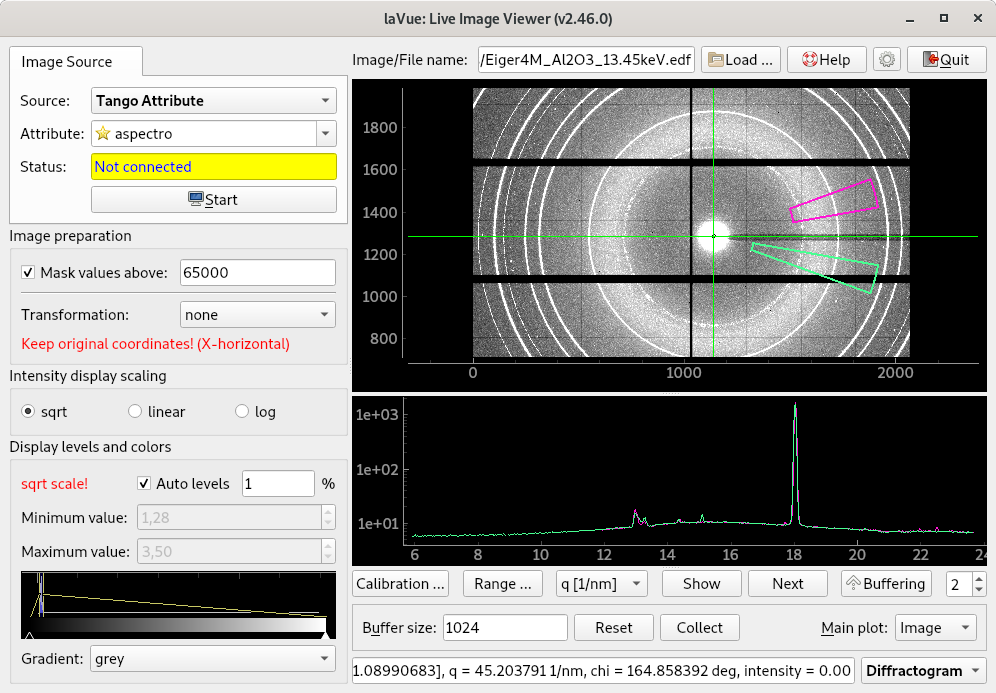 laVue: Live Image Viewer (v2.46.0)
Image Source
Image/File name: /Eiger4M_Al2O3_13.45keV.edf Load ... Help Quit
Source: Tango Attribute
Attribute: aspectro
Status: Not connected
Start
Image preparation
Mask values above: 65000
Transformation: none
Keep original coordinates! (X-horizontal)
Intensity display scaling
sqrt linear log
Display levels and colors
sqrt scale! Auto levels 1 %
Minimum value: 1,28
Maximum value: 3,50
Gradient: grey
1800
1600
1400
1200
1000
800
0 1000 2000
1e+03
1e+02
1e+01
6 8 10 12 14 16 18 20 22 24
Calibration ... Range ... q [1/nm] Show Next Buffering 2
Buffer size: 1024 Reset Collect Main plot: Image
1.08990683], q = 45.203791 1/nm, chi = 164.858392 deg, intensity = 0.00 Diffractogram